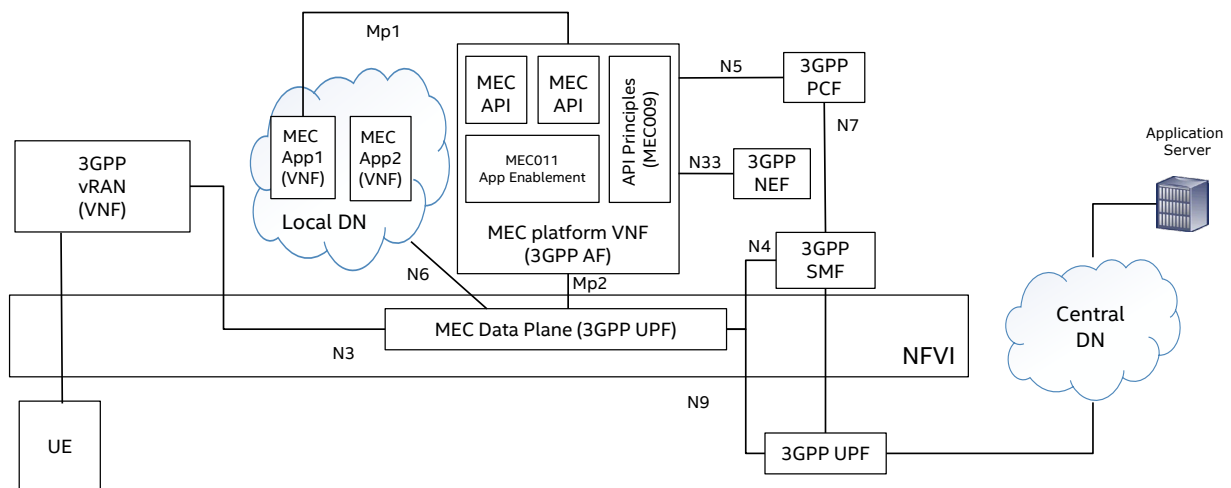 Mp1
MEC
API
MEC
API
API Principles
(MEC009)
MEC011
App Enablement
MEC platform VNF
(3GPP AF)
N5
3GPP
PCF
N7
N33
3GPP
NEF
Application
Server
3GPP
vRAN
(VNF)
MEC
App1
(VNF)
MEC
App2
(VNF)
Local DN
N6
Mp2
N4
3GPP
SMF
MEC Data Plane (3GPP UPF)
N3
NFVI
Central
DN
N9
UE
3GPP UPF